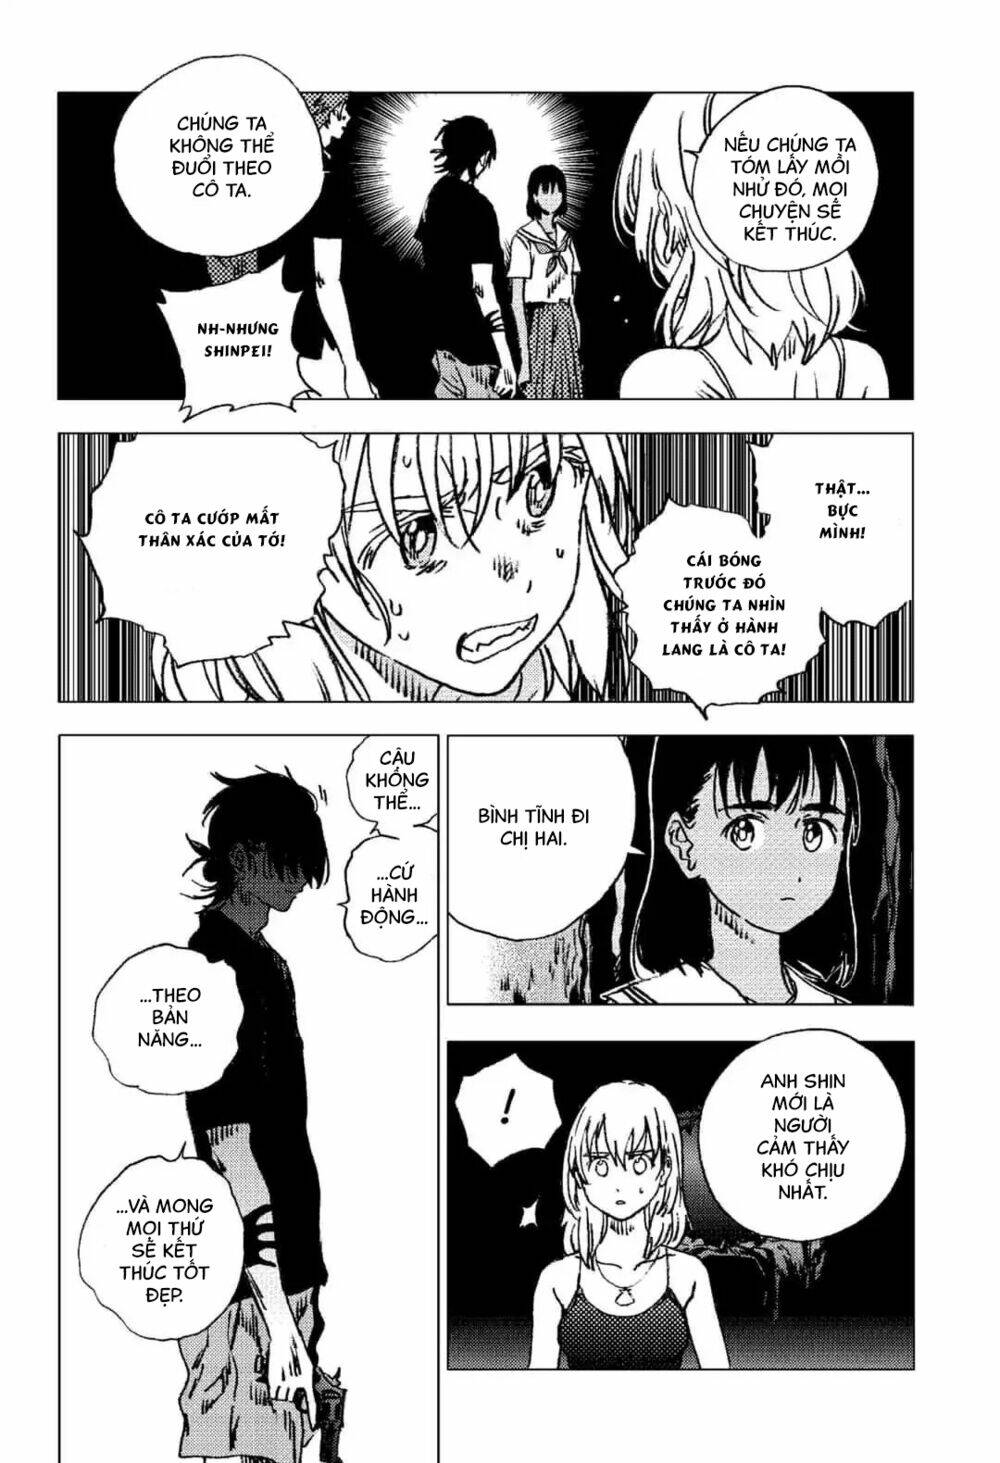 NẾU CHÚNG TA
TÓM LẤY MỒI
NHỬ ĐÓ, MỌI
CHUYỆN SẼ
KẾT THÚC.
CHÚNG TA
KHÔNG THỂ
ĐUỔI THEO
CÔ TA.
NH-NHƯNG
SHINPEI!
THẬT...
BỰC
MÌNH!
CÁI BÓNG
TRƯỚC ĐÓ
CHÚNG TA NHÌN
THẤY Ở HÀNH
LANG LÀ CÔ TA!
CÔ TA CƯỚP MẤT
THÂN XÁC CỦA TỚ!
BÌNH TĨNH ĐI
CHỊ HAI.
ANH SHIN
MỚI LÀ
NGƯỜI
CẢM THẤY
KHÓ CHỊU
NHẤT.
!
CẬU
KHÔNG
THỂ...
...CỨ
HÀNH
ĐỘNG...
...THEO
BẢN
NĂNG...
...VÀ MONG
MỌI THỨ
SẼ KẾT
THÚC TỐT
ĐẸP.